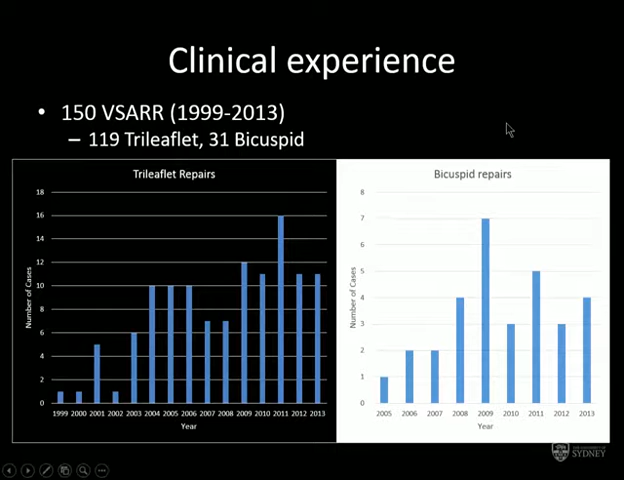 Clinical experience
• 150 VSARR (1999-2013)
– 119 Trileaflet, 31 Bicuspid
Trileaflet Repairs
18
16
14
12
10
8
6
4
2
0
Number of Cases
1999 2000 2001 2002 2003 2004 2005 2006 2007 2008 2009 2010 2011 2012 2013
Year
Bicuspid repairs
8
7
6
5
4
3
2
1
0
Number of Cases
2005 2006 2007 2008 2009 2010 2011 2012 2013
Year
SYDNEY